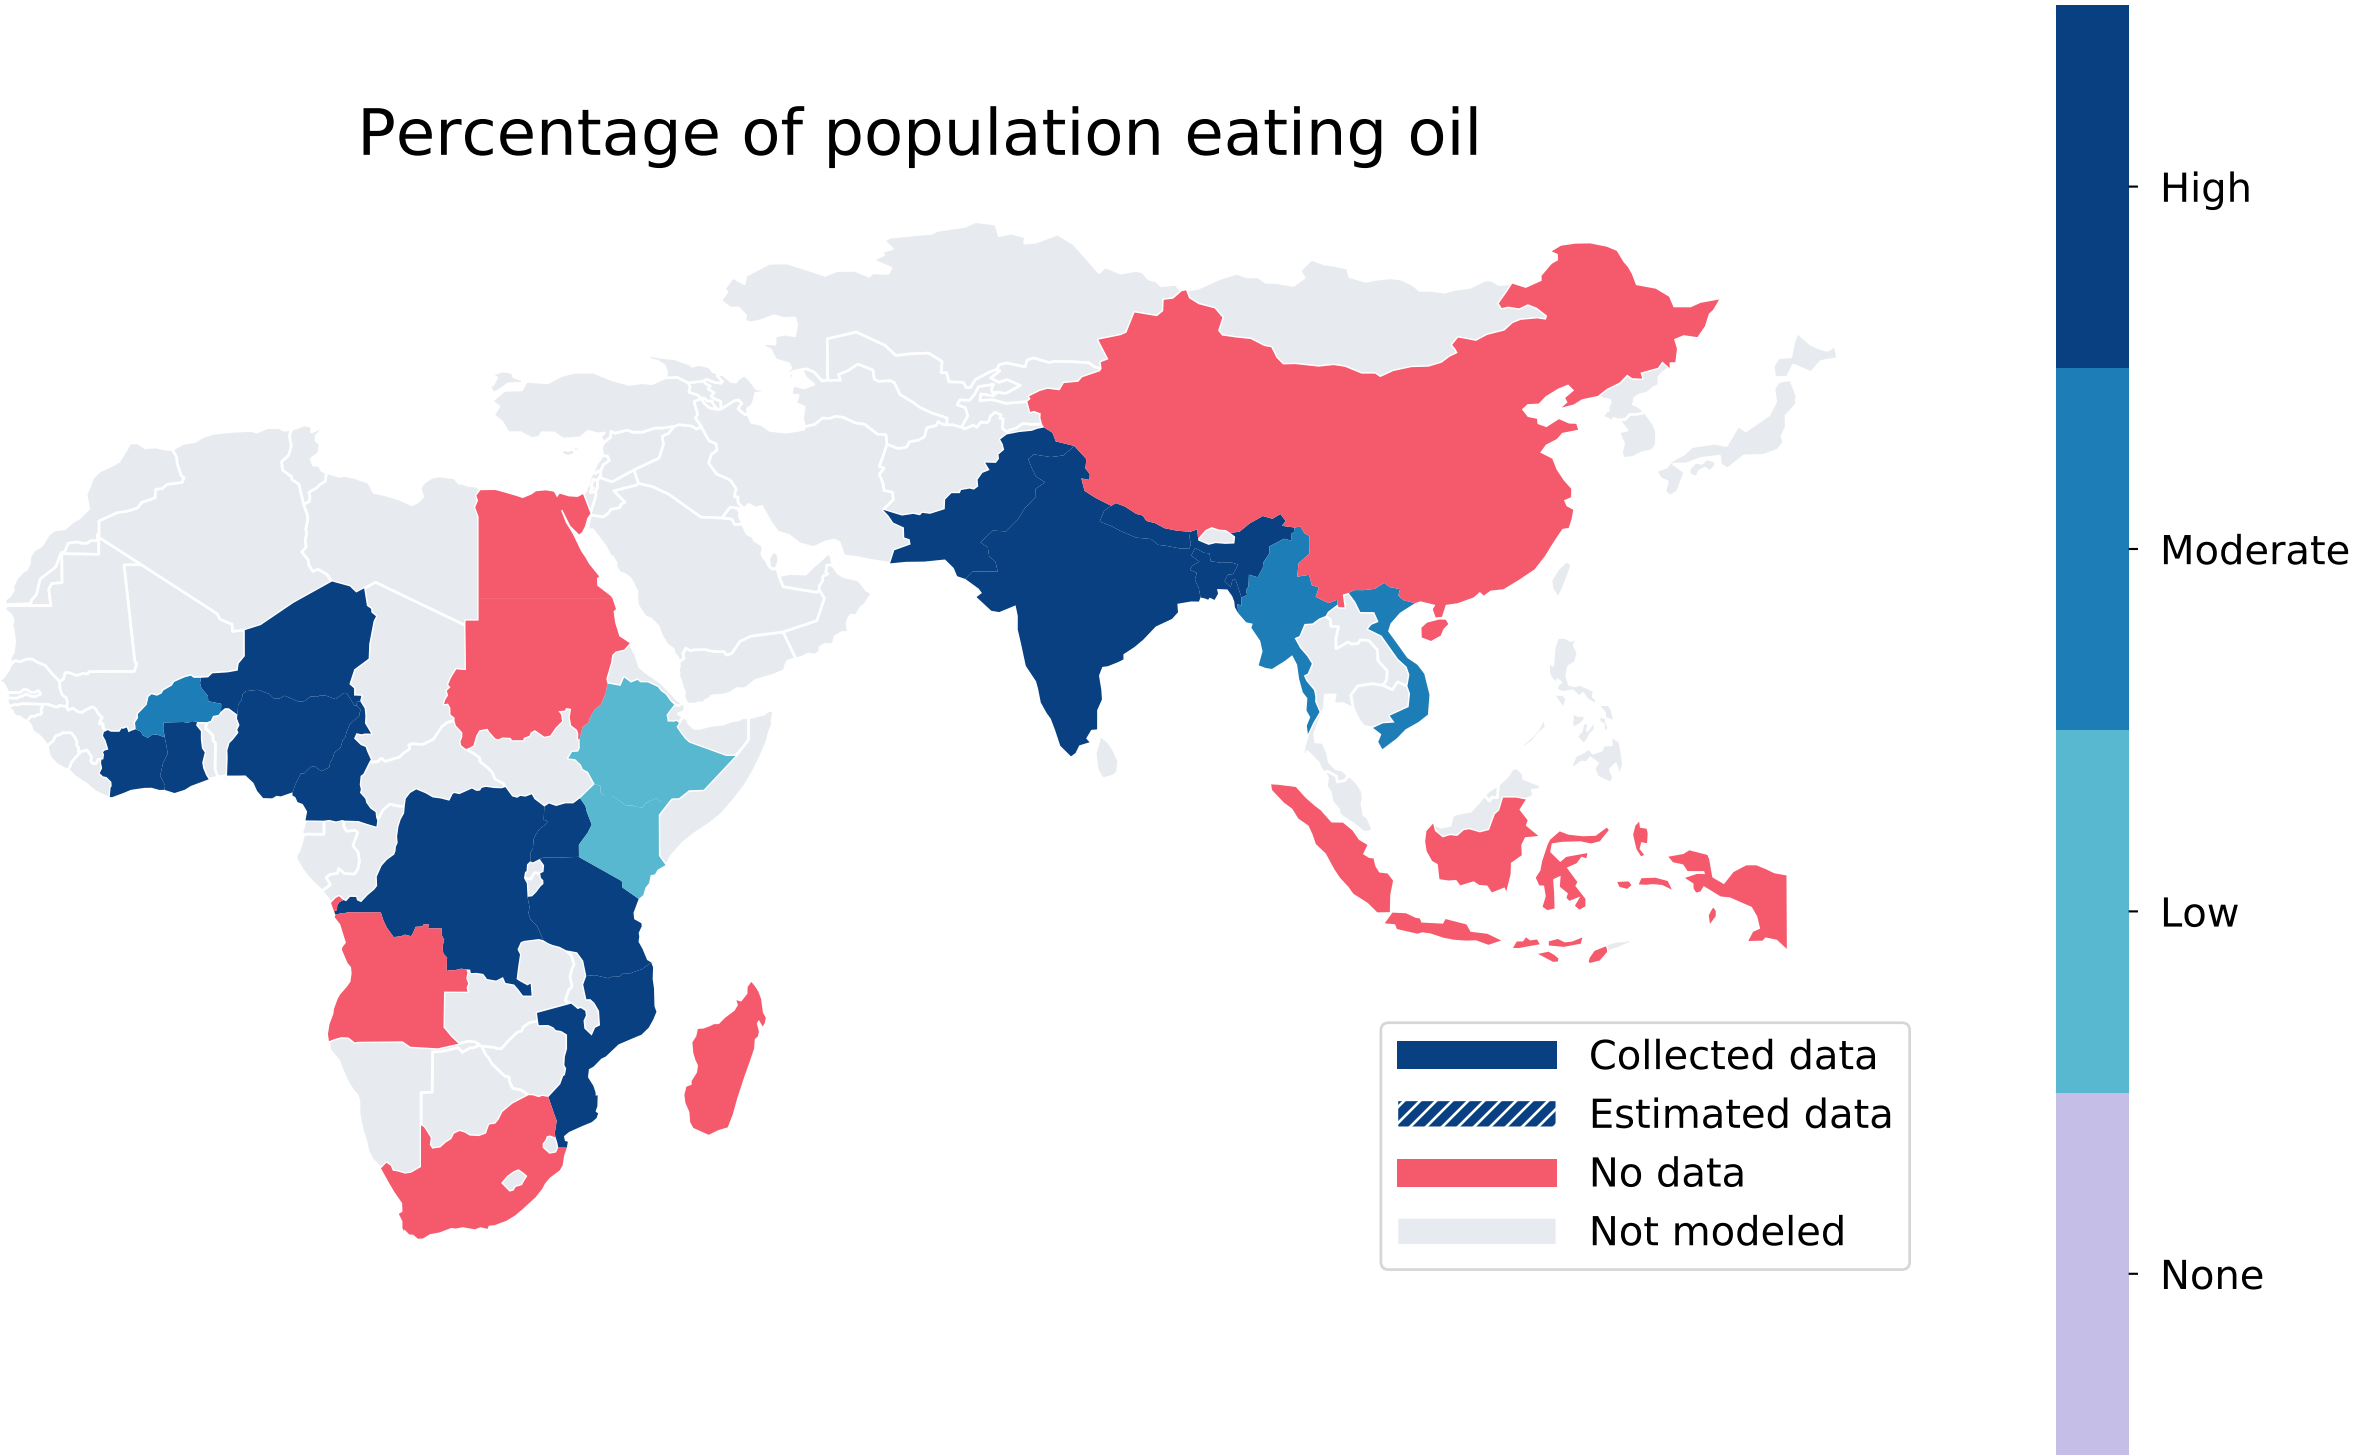 Percentage of population eating oil
High
Moderate
Low
None
Collected data
Estimated data
No data
Not modeled